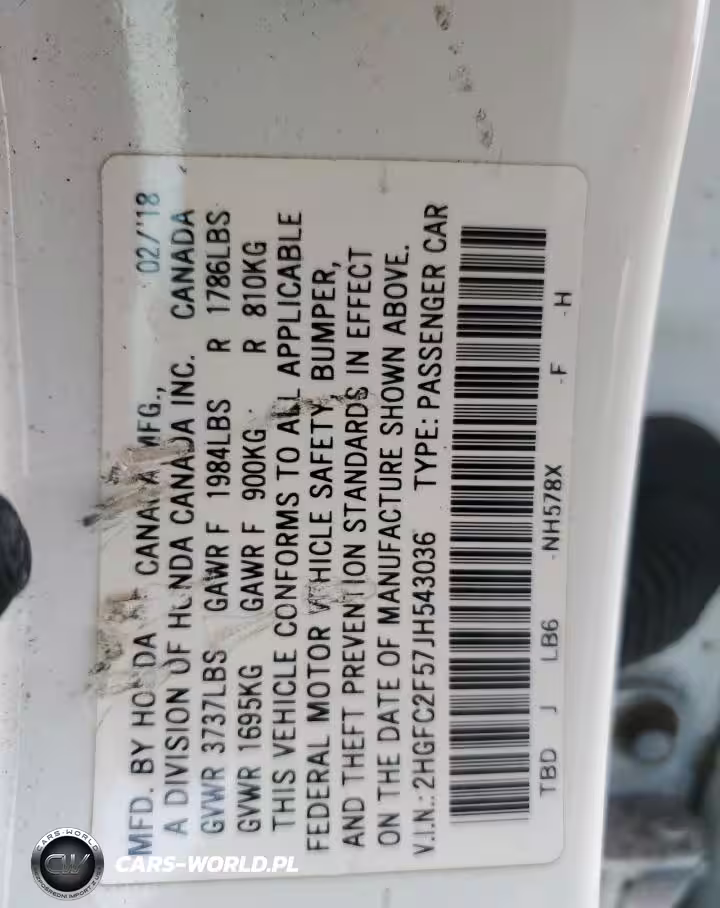 MFD. BY HONDA CANADA MFG., 02/'18
A DIVISION OF HONDA CANADA INC. CANADA
GVWR 3737LBS GAWR F 1984LBS R 1786LBS
GVWR 1695KG GAWR F 900KG R 810KG
THIS VEHICLE CONFORMS TO ALL APPLICABLE
FEDERAL MOTOR VEHICLE SAFETY, BUMPER,
AND THEFT PREVENTION STANDARDS IN EFFECT
ON THE DATE OF MANUFACTURE SHOWN ABOVE.
V.I.N.: 2HGFC2F57JH543036 TYPE: PASSENGER CAR
TBD J LB6 -NH578X -F -H
CARS-WORLD
CW
CARS-WORLD.PL